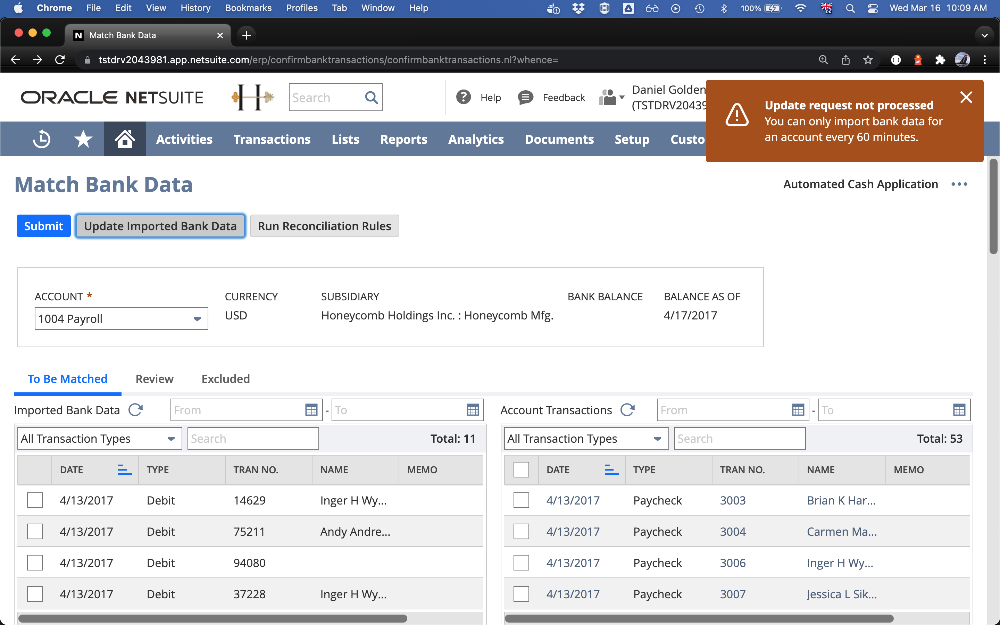 Chrome File Edit View History Bookmarks Profiles Tab Window Help 100% PC Wed Mar 16 10:09 AM
N Match Bank Data
tstdrv2043981.app.netsuite.com/erp/confirmbanktransactions/confirmbanktransactions.nl?whence=
ORACLE NETSUITE H Search Help Feedback Daniel Golden
(TSTDRV20439
Update request not processed
You can only import bank data for
an account every 60 minutes.
Activities Transactions Lists Reports Analytics Documents Setup Custo
Match Bank Data Automated Cash Application
Submit Update Imported Bank Data Run Reconciliation Rules
ACCOUNT * CURRENCY SUBSIDIARY BANK BALANCE BALANCE AS OF
1004 Payroll USD Honeycomb Holdings Inc. : Honeycomb Mfg. 4/17/2017
To Be Matched Review Excluded
Imported Bank Data From - To
All Transaction Types Search Total: 11
DATE TYPE TRAN NO. NAME MEMO
4/13/2017 Debit 14629 Inger H Wy...
4/13/2017 Debit 75211 Andy Andre...
4/13/2017 Debit 94080
4/13/2017 Debit 37228 Inger H Wy...
Account Transactions From - To
All Transaction Types Search Total: 53
DATE TYPE TRAN NO. NAME MEMO
4/13/2017 Paycheck 3003 Brian K Har...
4/13/2017 Paycheck 3004 Carmen Ma...
4/13/2017 Paycheck 3006 Inger H Wy...
4/13/2017 Paycheck 3007 Jessica L Sik...